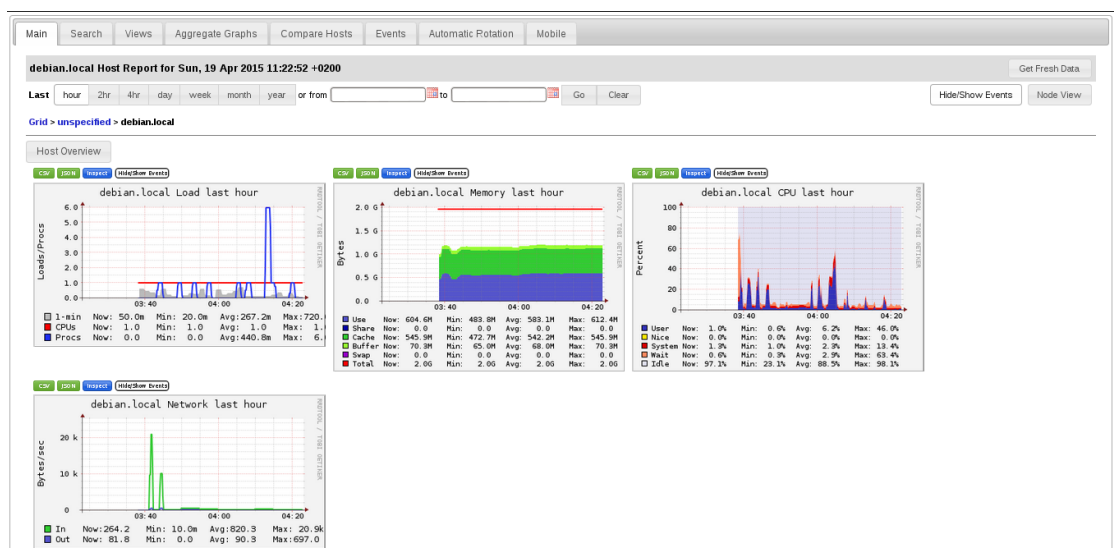 Main Search Views Aggregate Graphs Compare Hosts Events Automatic Rotation Mobile
debian.local Host Report for Sun, 19 Apr 2015 11:22:52 +0200 Get Fresh Data
Last hour 2hr 4hr day week month year or from to Go Clear Hide/Show Events Node View
Grid > unspecified > debian.local
Host Overview
CSV JSON Inspect Hide/Show Events
debian.local Load last hour
RRDTOOL / TOBI OETIKER
Loads/Procs
6.0
5.0
4.0
3.0
2.0
1.0
0.0
03:40 04:00 04:20
1-min Now: 50.0m Min: 20.0m Avg:267.2m Max:720.
CPUs Now: 1.0 Min: 1.0 Avg: 1.0 Max: 1.
Procs Now: 0.0 Min: 0.0 Avg:440.8m Max: 6.
CSV JSON Inspect Hide/Show Events
debian.local Memory last hour
RRDTOOL / TOBI OETIKER
Bytes
2.0 G
1.5 G
1.0 G
0.5 G
0.0
03:40 04:00 04:20
Use Now: 604.6M Min: 483.8M Avg: 583.1M Max: 612.4M
Share Now: 0.0 Min: 0.0 Avg: 0.0 Max: 0.0
Cache Now: 545.9M Min: 472.7M Avg: 542.2M Max: 545.9M
Buffer Now: 70.3M Min: 65.0M Avg: 68.0M Max: 70.3M
Swap Now: 0.0 Min: 0.0 Avg: 0.0 Max: 0.0
Total Now: 2.0G Min: 2.0G Avg: 2.0G Max: 2.0G
CSV JSON Inspect Hide/Show Events
debian.local CPU last hour
RRDTOOL / TOBI OETIKER
Percent
100
80
60
40
20
0
03:40 04:00 04:20
User Now: 1.0% Min: 0.6% Avg: 6.2% Max: 46.0%
Nice Now: 0.0% Min: 0.0% Avg: 0.0% Max: 0.0%
System Now: 1.3% Min: 1.0% Avg: 2.3% Max: 13.4%
Wait Now: 0.6% Min: 0.3% Avg: 2.9% Max: 63.4%
Idle Now: 97.1% Min: 23.1% Avg: 88.5% Max: 98.1%
CSV JSON Inspect Hide/Show Events
debian.local Network last hour
RRDTOOL / TOBI OETIKER
Bytes/sec
20 k
10 k
0
03:40 04:00 04:20
In Now:264.2 Min: 10.0m Avg:820.3 Max: 20.9k
Out Now: 81.8 Min: 0.0 Avg: 90.3 Max:697.0